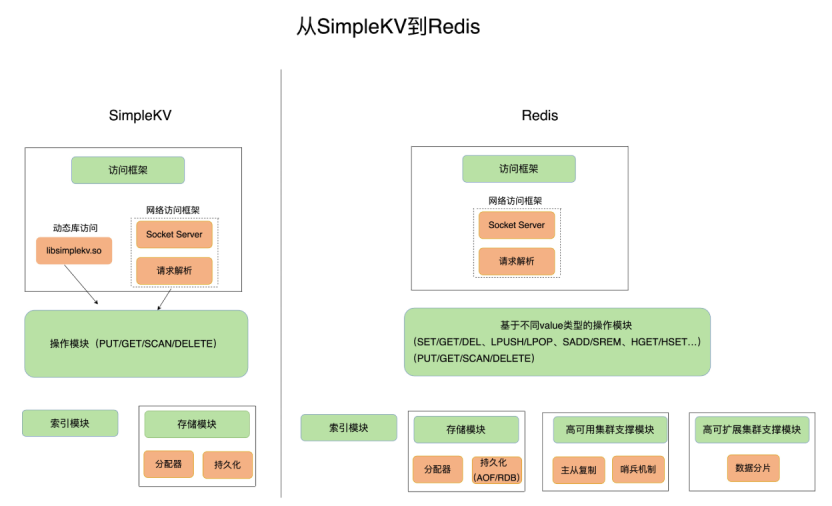 从SimpleKV到Redis
SimpleKV
访问框架
动态库访问
libsimplekv.so
网络访问框架
Socket Server
请求解析
操作模块（PUT/GET/SCAN/DELETE）
索引模块
存储模块
分配器
持久化
Redis
访问框架
网络访问框架
Socket Server
请求解析
基于不同value类型的操作模块
（SET/GET/DEL、LPUSH/LPOP、SADD/SREM、HGET/HSET…）
（PUT/GET/SCAN/DELETE）
索引模块
存储模块
分配器
持久化
（AOF/RDB）
高可用集群支撑模块
主从复制
哨兵机制
高可扩展集群支撑模块
数据分片